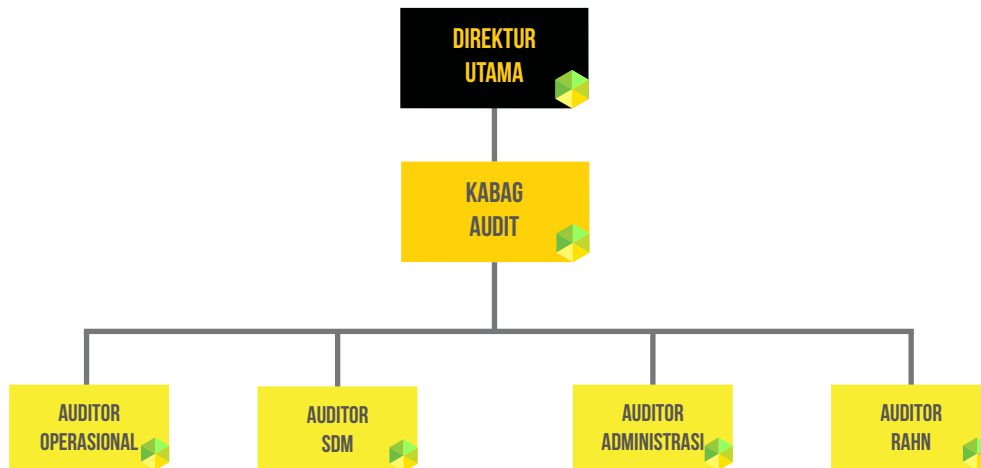 DIREKTUR
UTAMA
KABAG
AUDIT
AUDITOR
OPERASIONAL
AUDITOR
SDM
AUDITOR
ADMINISTRASI
AUDITOR
RAHN